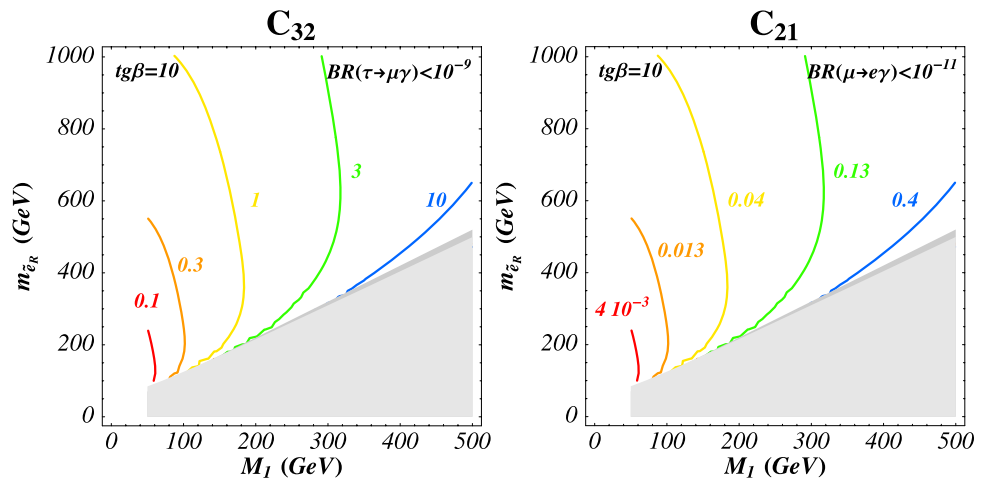 C32
tgβ=10
BR(τ→μγ)<10⁻⁹
1000
800
600
400
200
0
m_ẽR (GeV)
0.1
0.3
1
3
10
0 100 200 300 400 500
M1 (GeV)
C21
tgβ=10
BR(μ→eγ)<10⁻¹¹
1000
800
600
400
200
0
m_ẽR (GeV)
4 10⁻³
0.013
0.04
0.13
0.4
0 100 200 300 400 500
M1 (GeV)